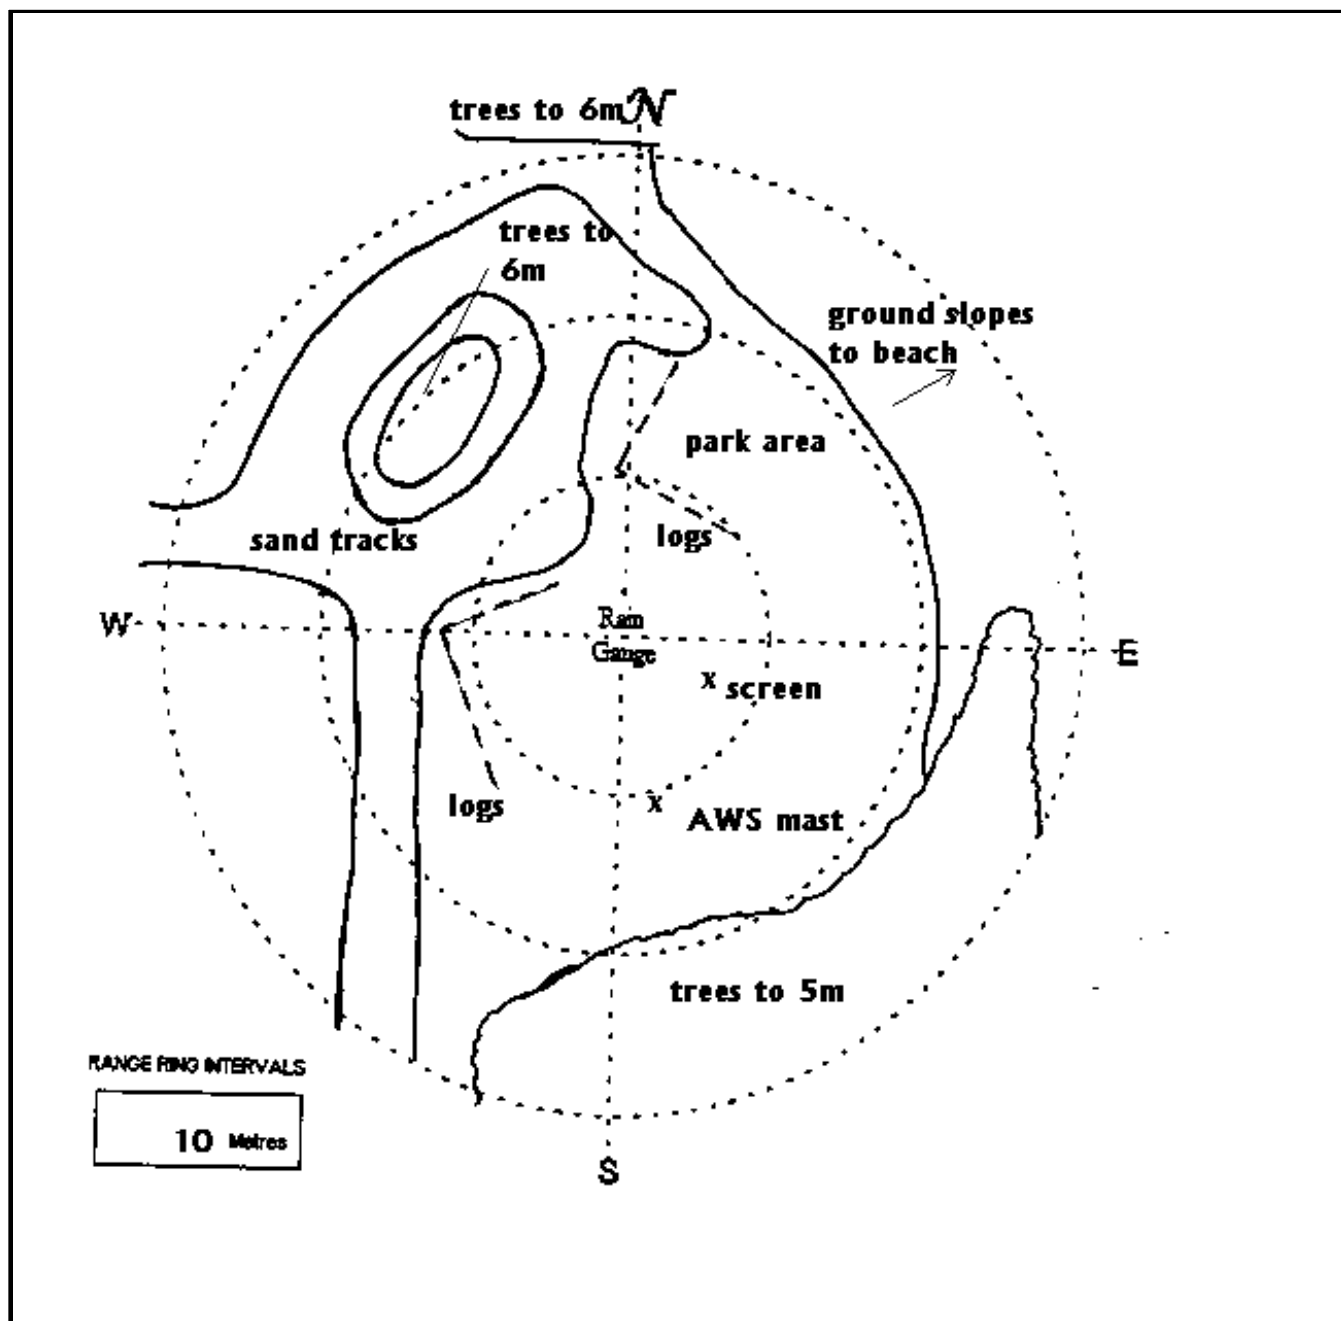 trees to 6m N
trees to
6m
ground slopes
to beach
park area
sand tracks
logs
W
Rain
Gauge
E
x screen
logs
x
AWS mast
trees to 5m
RANGE RING INTERVALS
10 Metres
S